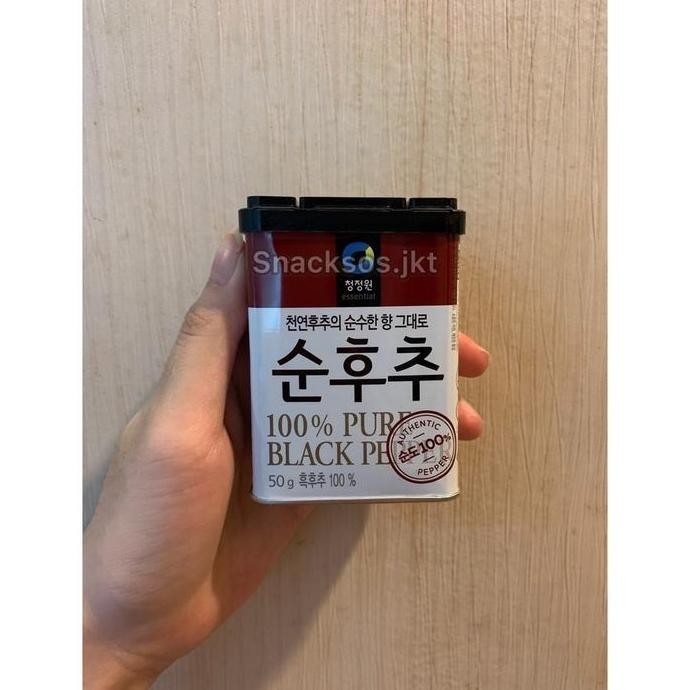 Snacksos.jkt
청정원
essential
천연후추의 순수한 향 그대로
순후추
100% PURE
BLACK PEPPER
AUTHENTIC
순도100%
PEPPER
50g 흑후추 100 %